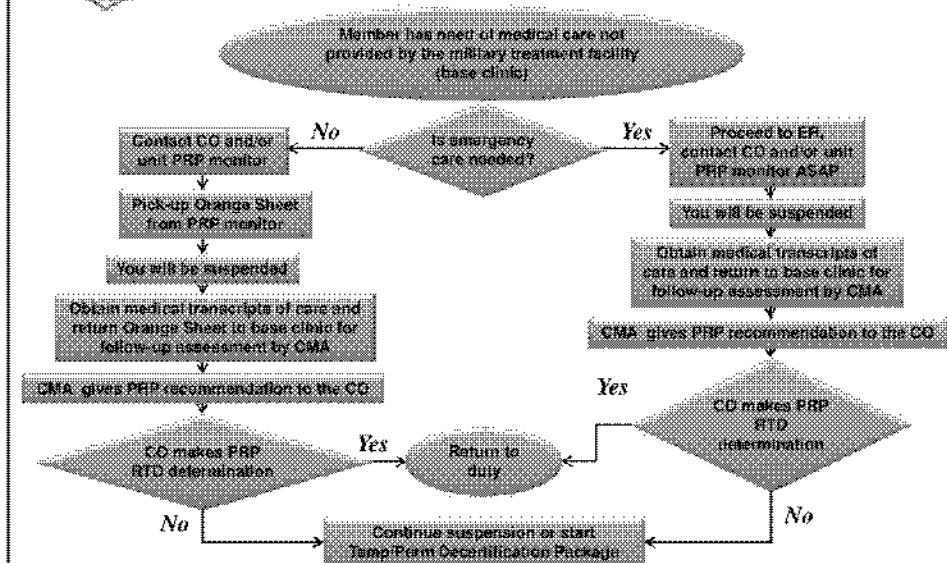 Member has need of medical care not
provided by the military treatment facility
(base clinic)
Is emergency
care needed?
No
Yes
Contact CO and/or
unit PRP monitor
Pick-up Orange Sheet
from PRP monitor
You will be suspended
Obtain medical transcripts of care and
return Orange Sheet to base clinic for
follow-up assessment by CMA
CMA gives PRP recommendation to the CO
CO makes PRP
RTD determination
Yes
No
Proceed to ER,
contact CO and/or unit
PRP monitor ASAP
You will be suspended
Obtain medical transcripts of
care and return to base clinic for
follow-up assessment by CMA
CMA gives PRP recommendation to the CO
CO makes PRP
RTD
determination
Yes
No
Return to
duty
Continue suspension or start
Temp/Perm Decertification Package